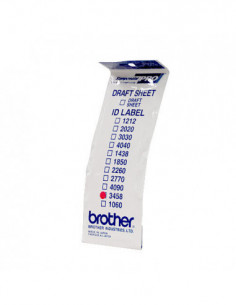 DRAFT SHEET
DRAFT
SHEET
ID LABEL
1212
2020
3030
4040
1438
1850
2260
2770
4090
3458
1060
brother
BROTHER INDUSTRIES LTD.